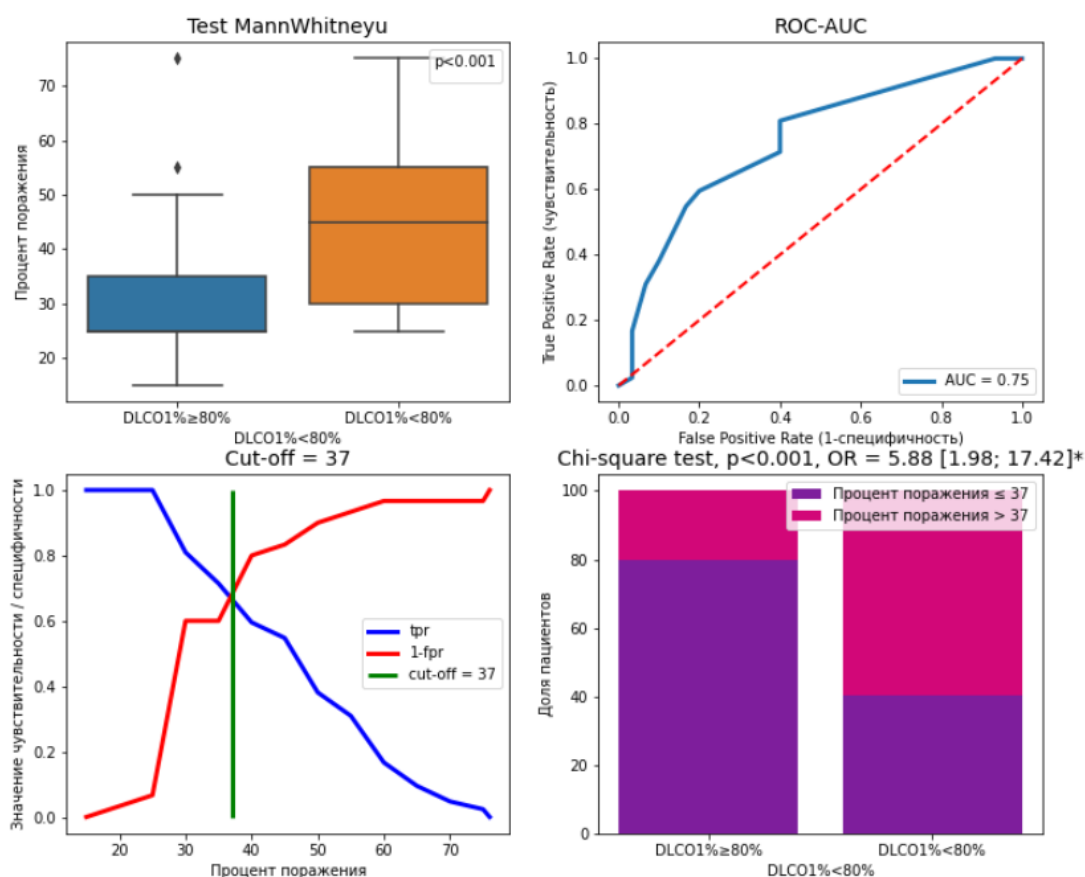 Test MannWhitneyu
p<0.001
Процент поражения
70
60
50
40
30
20
DLCO1%≥80%
DLCO1%<80%
DLCO1%<80%
ROC-AUC
True Positive Rate (чувствительность)
1.0
0.8
0.6
0.4
0.2
0.0
AUC = 0.75
0.0
0.2
0.4
0.6
0.8
1.0
False Positive Rate (1-специфичность)
Cut-off = 37
Значение чувствительности / специфичности
1.0
0.8
0.6
0.4
0.2
0.0
tpr
1-fpr
cut-off = 37
20
30
40
50
60
70
Процент поражения
Chi-square test, p<0.001, OR = 5.88 [1.98; 17.42]*
Доля пациентов
100
80
60
40
20
0
Процент поражения ≤ 37
Процент поражения > 37
DLCO1%≥80%
DLCO1%<80%
DLCO1%<80%